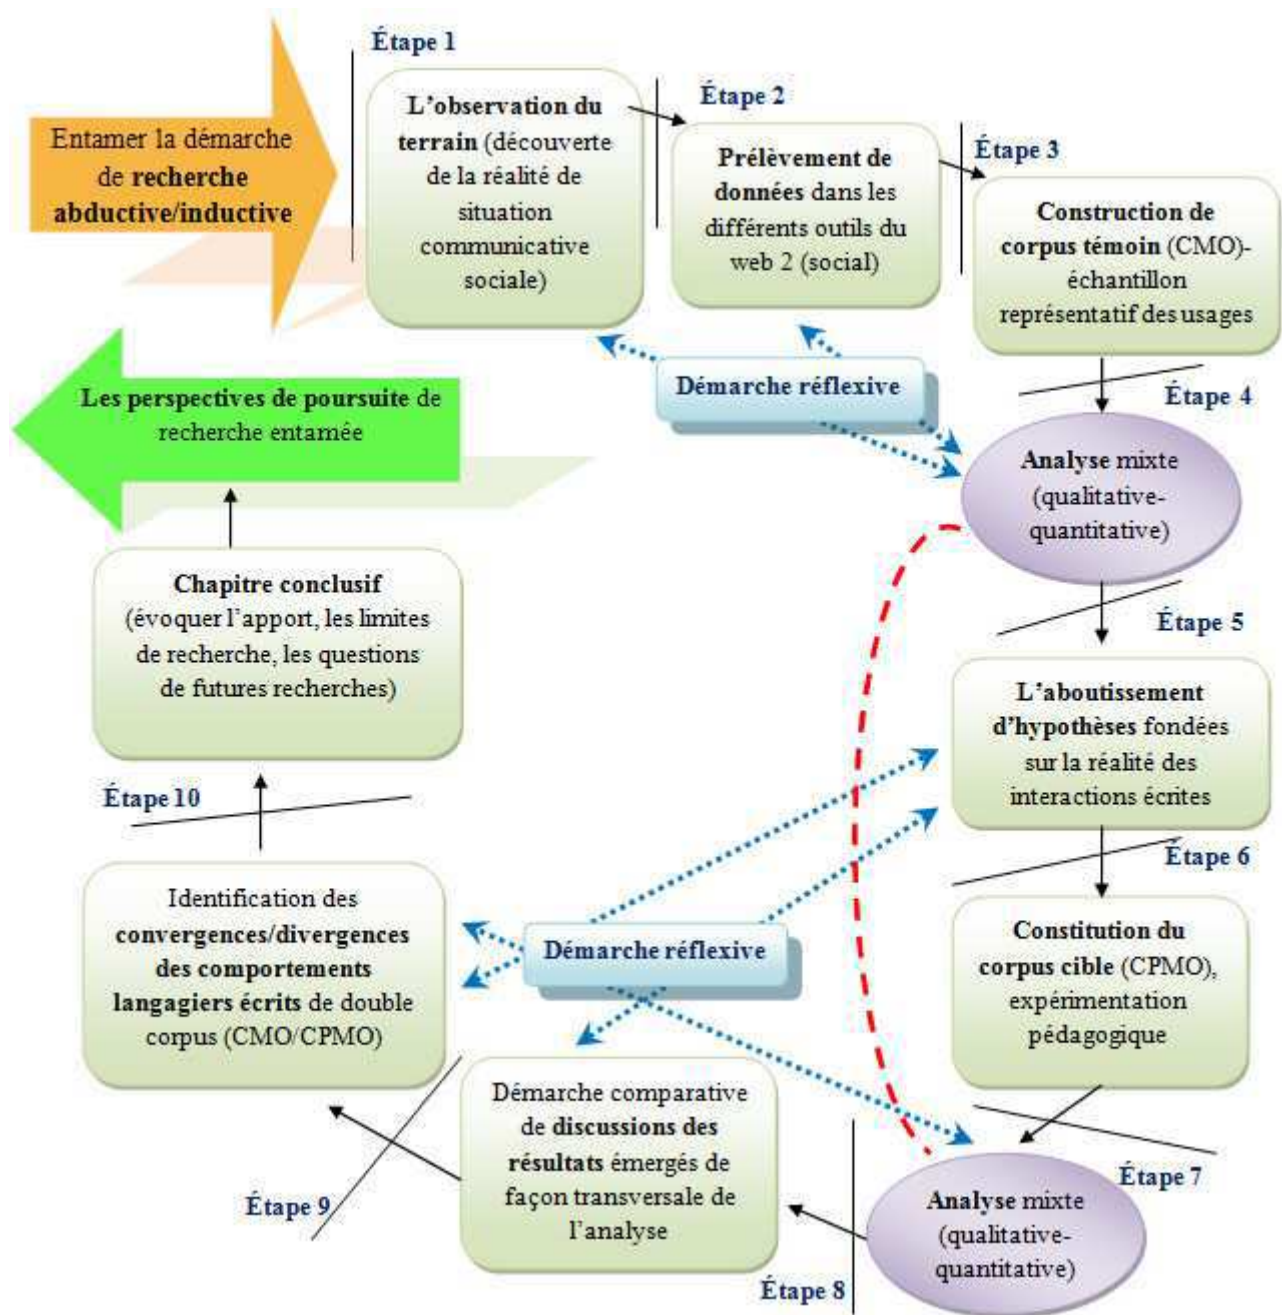 Étape 1
L'observation du
terrain (découverte
de la réalité de
situation
communicative
sociale)
Étape 2
Prélèvement de
données dans les
différents outils du
web 2 (social)
Étape 3
Construction de
corpus témoin (CMO)-
échantillon
représentatif des usages
Entamer la démarche
de recherche
abductive/inductive
Démarche réflexive
Étape 4
Analyse mixte
(qualitative-
quantitative)
Les perspectives de poursuite de
recherche entamée
Étape 5
L'aboutissement
d'hypothèses fondées
sur la réalité des
interactions écrites
Chapitre conclusif
(évoquer l'apport, les limites
de recherche, les questions
de futures recherches)
Étape 10
Étape 6
Constitution du
corpus cible (CPMO),
expérimentation
pédagogique
Identification des
convergences/divergences
des comportements
langagiers écrits de double
corpus (CMO/CPMO)
Démarche réflexive
Démarche comparative
de discussions des
résultats émergés de
façon transversale de
l'analyse
Étape 9
Étape 7
Analyse mixte
(qualitative-
quantitative)
Étape 8